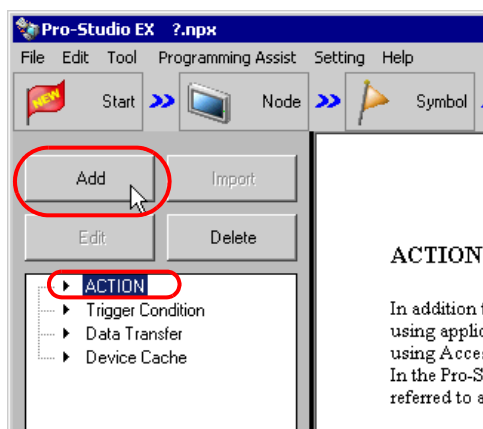 Pro-Studio EX ?.npx
File Edit Tool Programming Assist Setting Help
NEW Start Node Symbol
Add Import
Edit Delete
ACTION
Trigger Condition
Data Transfer
Device Cache
ACTION
In addition
using applic
using Acces
In the Pro-S
referred to a